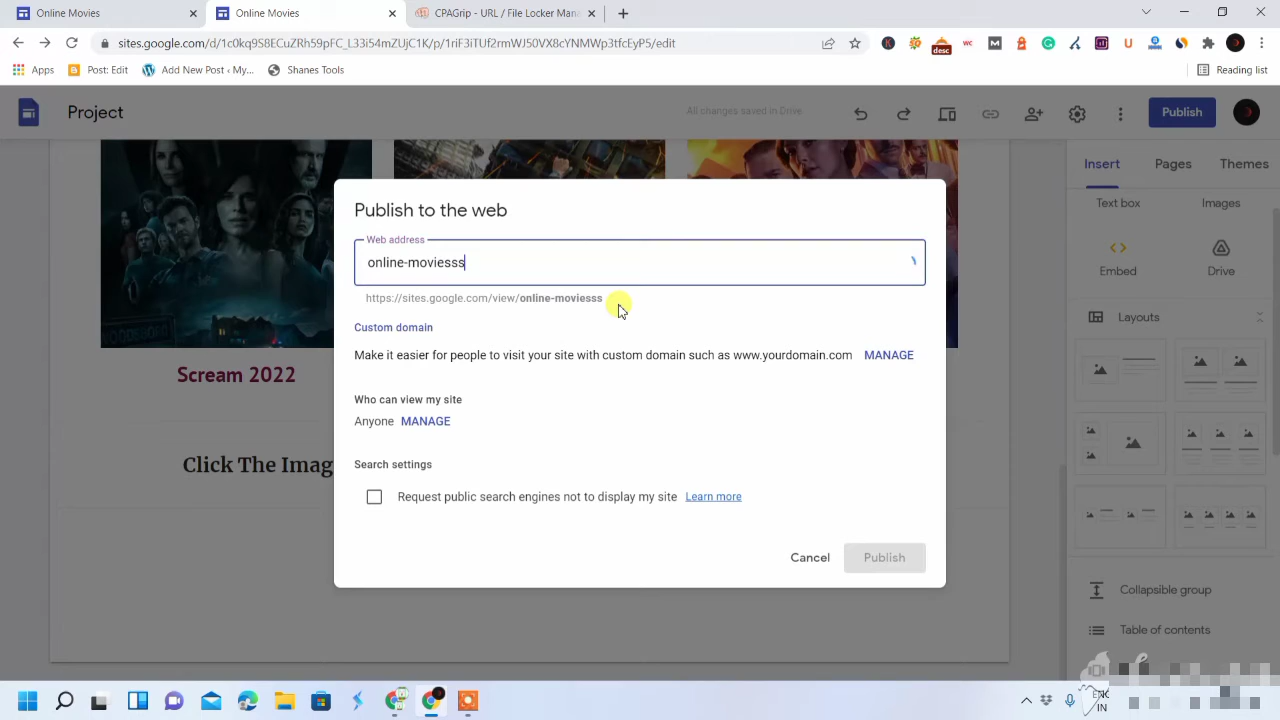 Online Movies
Online Movies
CPAGrip - URL / File Locker Man
sites.google.com/d/1c0kq9S8FCuZRh59pFC_L33i54mZUjC1K/p/1riF3iTUf2rmWJ50VX8cYNMWp3tfcEyP5/edit
Apps
Post: Edit
Add New Post ‹ My...
Shanes Tools
Reading list
Project
All changes saved in Drive
Publish
Insert
Pages
Themes
Text box
Images
Embed
Drive
Layouts
Collapsible group
Table of contents
Scream 2022
Click The Imag
Publish to the web
Web address
online-moviesss
https://sites.google.com/view/online-moviesss
Custom domain
Make it easier for people to visit your site with custom domain such as www.yourdomain.com MANAGE
Who can view my site
Anyone MANAGE
Search settings
Request public search engines not to display my site Learn more
Cancel
Publish
IN